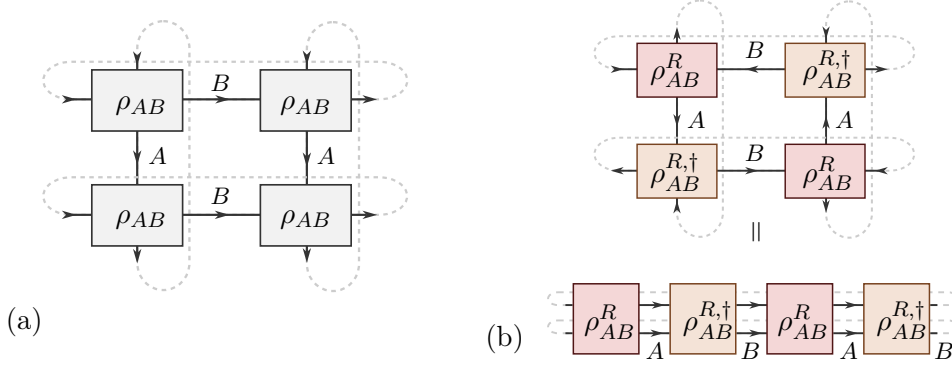 ρ_AB B ρ_AB
A A
ρ_AB B ρ_AB
(a)
ρ^R_AB B ρ^{R,†}_AB
A A
ρ^{R,†}_AB B ρ^R_AB
=
ρ^R_AB A ρ^{R,†}_AB B ρ^R_AB A ρ^{R,†}_AB B
(b)